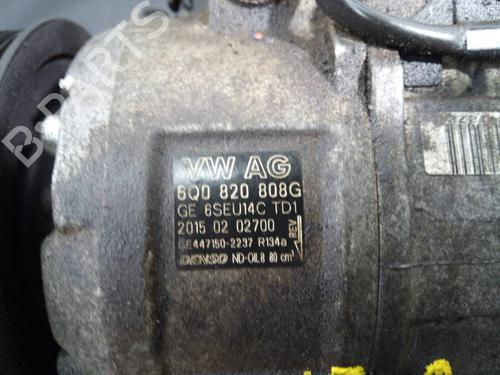 VW AG
6Q0 820 808G
GE 6SEU14C TD1
2015 02 02700
GE447150-2237 R134a
REV
DENSO ND-OIL8 80 cm³
B-PARTS